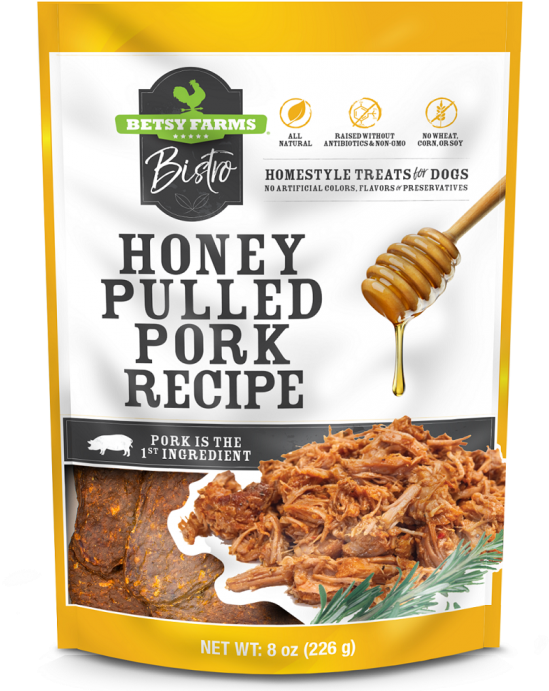 BETSY FARMS
Bistro
ALL
NATURAL
RAISED WITHOUT
ANTIBIOTICS & NON-GMO
NO WHEAT,
CORN, OR SOY
HOMESTYLE TREATS for DOGS
NO ARTIFICIAL COLORS, FLAVORS or PRESERVATIVES
HONEY
PULLED
PORK
RECIPE
PORK IS THE
1ST INGREDIENT
NET WT: 8 oz (226 g)